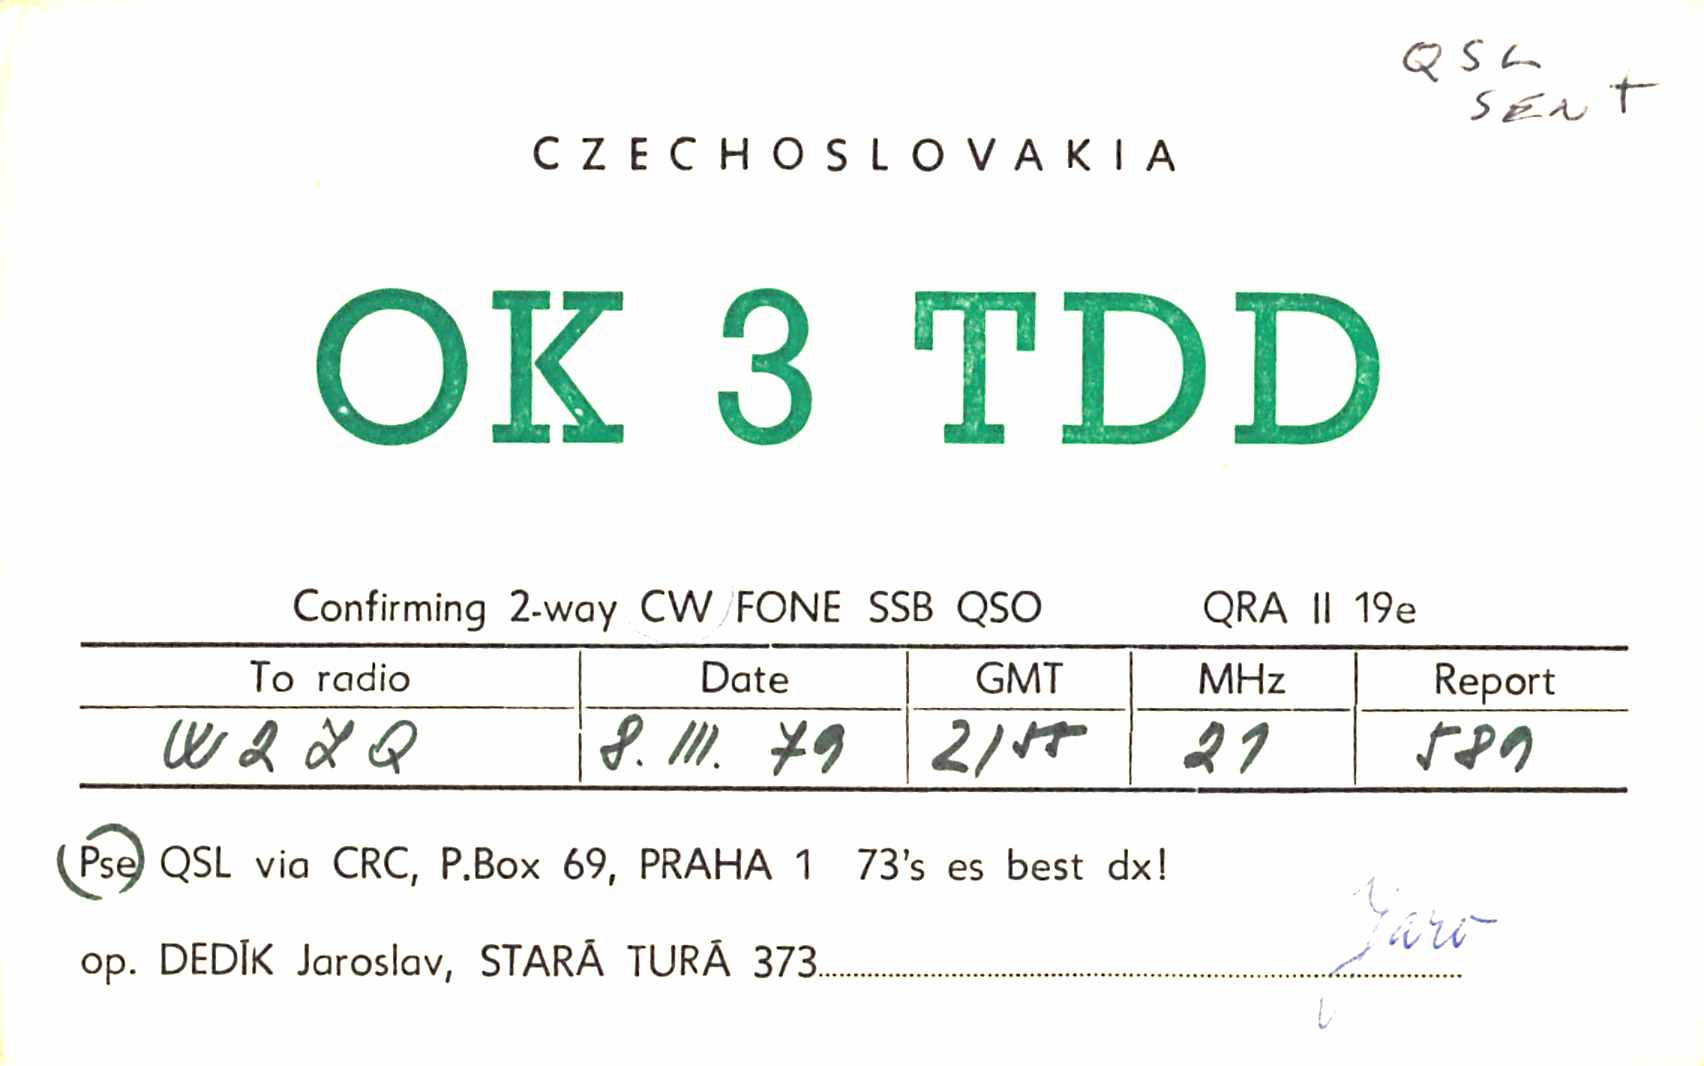 QSL
SENT
CZECHOSLOVAKIA
OK 3 TDD
Confirming 2-way CW FONE SSB QSO QRA II 19e
To radio Date GMT MHz Report
W2ZQ 8. III. 79 2155 21 589
Pse QSL via CRC, P.Box 69, PRAHA 1 73's es best dx!
op. DEDÍK Jaroslav, STARÁ TURÁ 373
Jaro